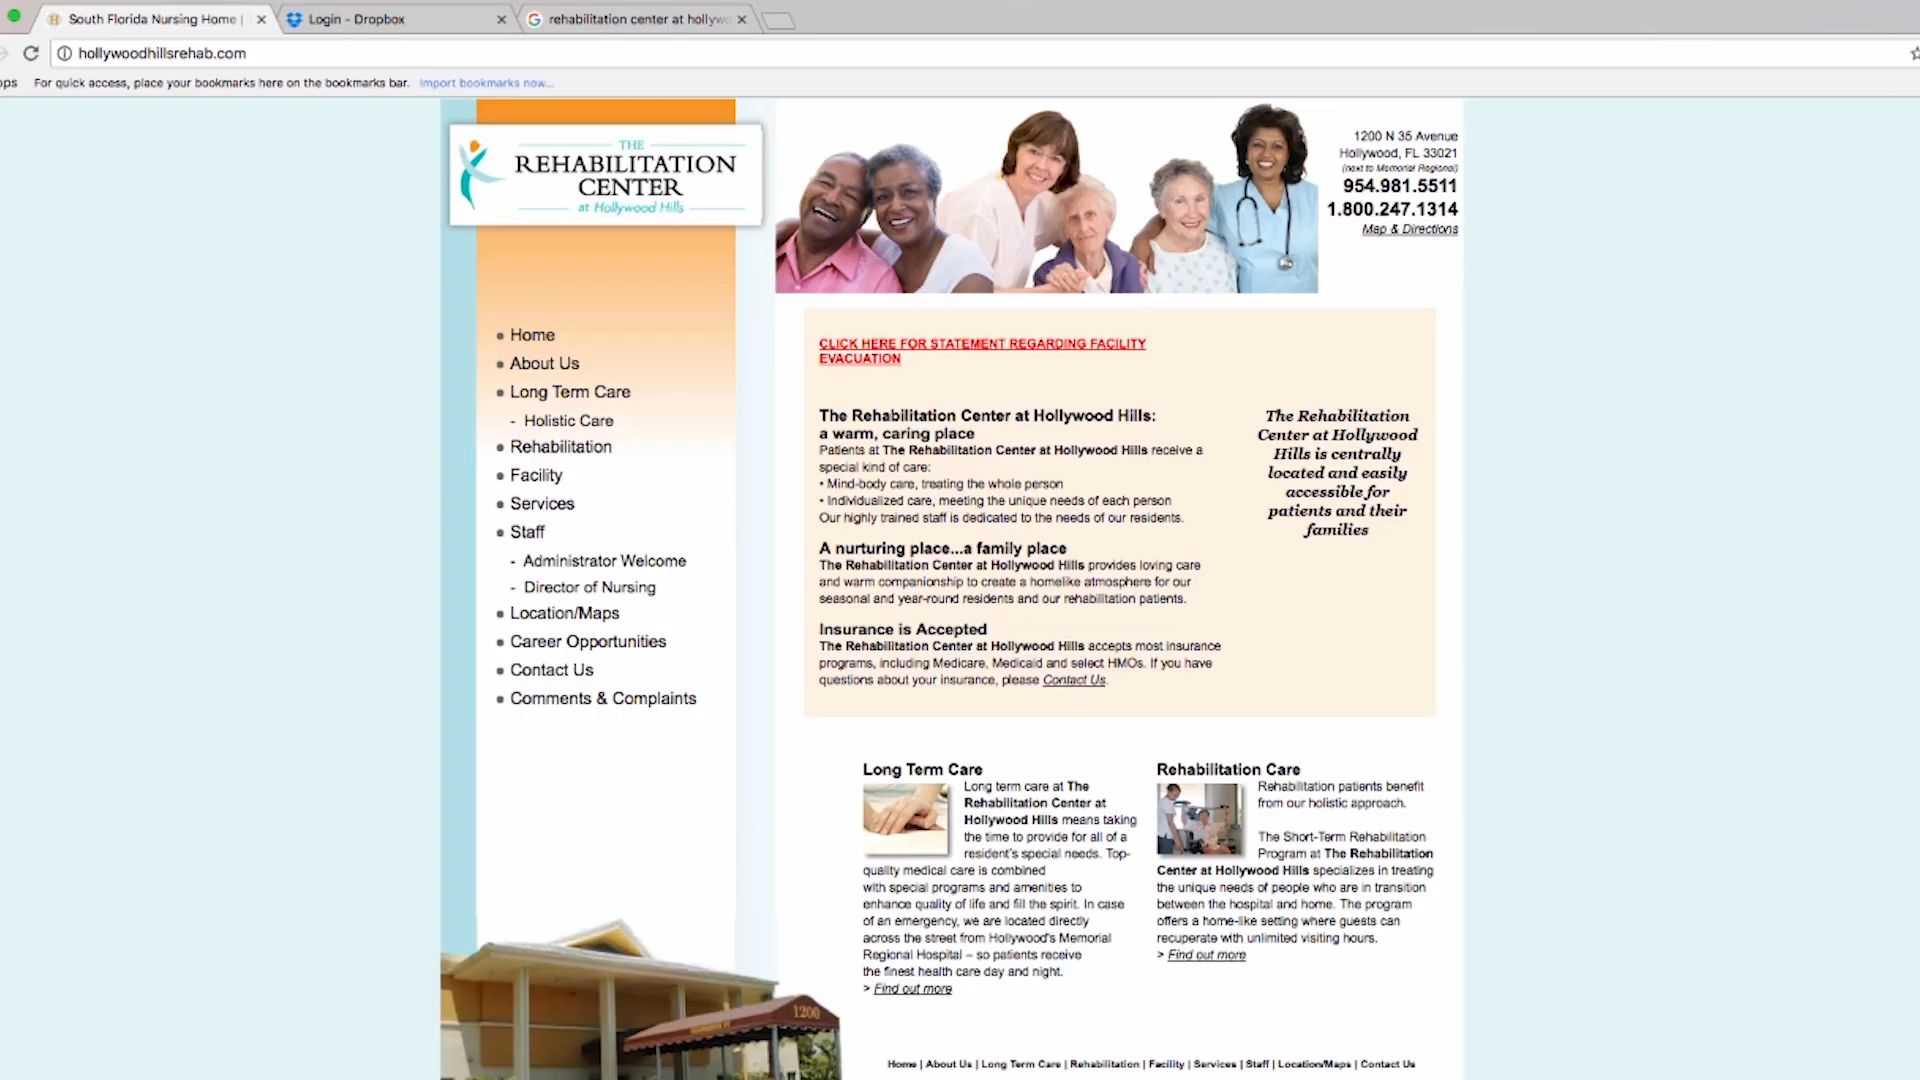 South Florida Nursing Home |
Login - Dropbox
rehabilitation center at hollyw
hollywoodhillsrehab.com
For quick access, place your bookmarks here on the bookmarks bar. Import bookmarks now...
THE
REHABILITATION
CENTER
at Hollywood Hills
1200 N 35 Avenue
Hollywood, FL 33021
(next to Memorial Regional)
954.981.5511
1.800.247.1314
Map & Directions
Home
About Us
Long Term Care
- Holistic Care
Rehabilitation
Facility
Services
Staff
- Administrator Welcome
- Director of Nursing
Location/Maps
Career Opportunities
Contact Us
Comments & Complaints
CLICK HERE FOR STATEMENT REGARDING FACILITY
EVACUATION
The Rehabilitation Center at Hollywood Hills:
a warm, caring place
Patients at The Rehabilitation Center at Hollywood Hills receive a
special kind of care:
• Mind-body care, treating the whole person
• Individualized care, meeting the unique needs of each person
Our highly trained staff is dedicated to the needs of our residents.
A nurturing place...a family place
The Rehabilitation Center at Hollywood Hills provides loving care
and warm companionship to create a homelike atmosphere for our
seasonal and year-round residents and our rehabilitation patients.
Insurance is Accepted
The Rehabilitation Center at Hollywood Hills accepts most insurance
programs, including Medicare, Medicaid and select HMOs. If you have
questions about your insurance, please Contact Us.
The Rehabilitation
Center at Hollywood
Hills is centrally
located and easily
accessible for
patients and their
families
Long Term Care
Long term care at The
Rehabilitation Center at
Hollywood Hills means taking
the time to provide for all of a
resident's special needs. Top-
quality medical care is combined
with special programs and amenities to
enhance quality of life and fill the spirit. In case
of an emergency, we are located directly
across the street from Hollywood's Memorial
Regional Hospital – so patients receive
the finest health care day and night.
> Find out more
Rehabilitation Care
Rehabilitation patients benefit
from our holistic approach.
The Short-Term Rehabilitation
Program at The Rehabilitation
Center at Hollywood Hills specializes in treating
the unique needs of people who are in transition
between the hospital and home. The program
offers a home-like setting where guests can
recuperate with unlimited visiting hours.
> Find out more
1200
Home | About Us | Long Term Care | Rehabilitation | Facility | Services | Staff | Location/Maps | Contact Us